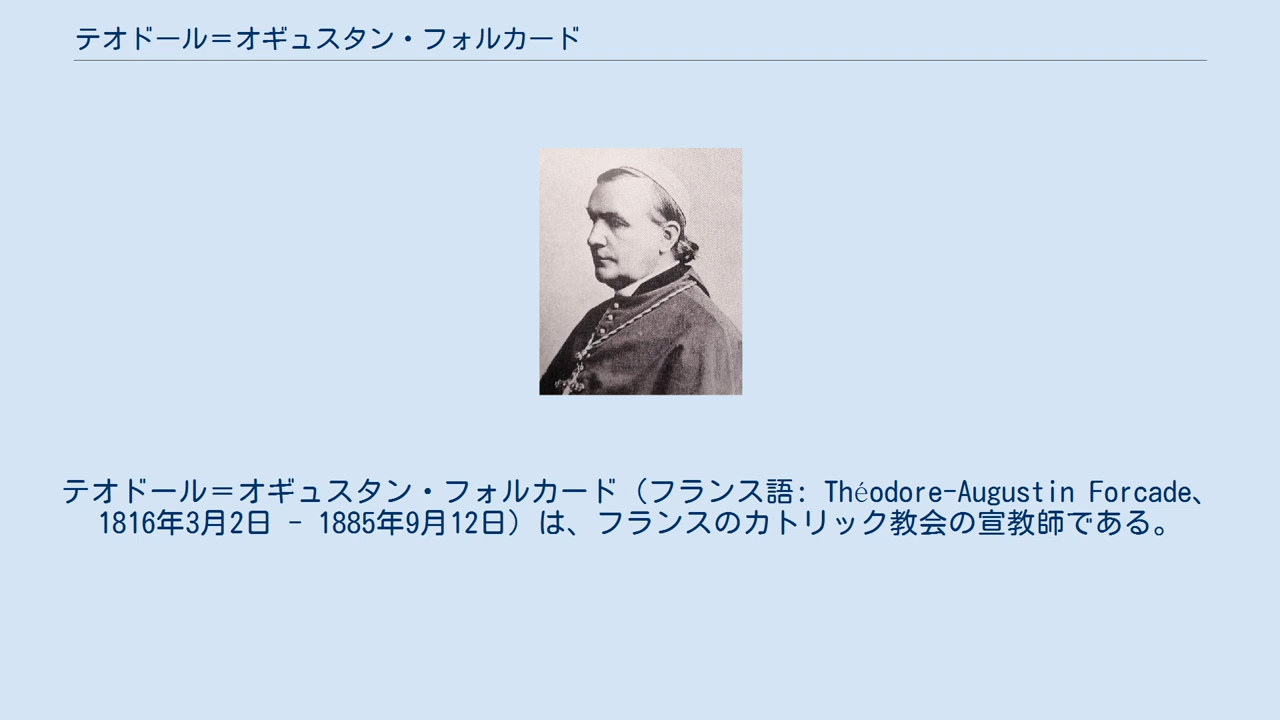 テオドール＝オギュスタン・フォルカード
テオドール＝オギュスタン・フォルカード（フランス語: Théodore-Augustin Forcade、
1816年3月2日 - 1885年9月12日）は、フランスのカトリック教会の宣教師である。